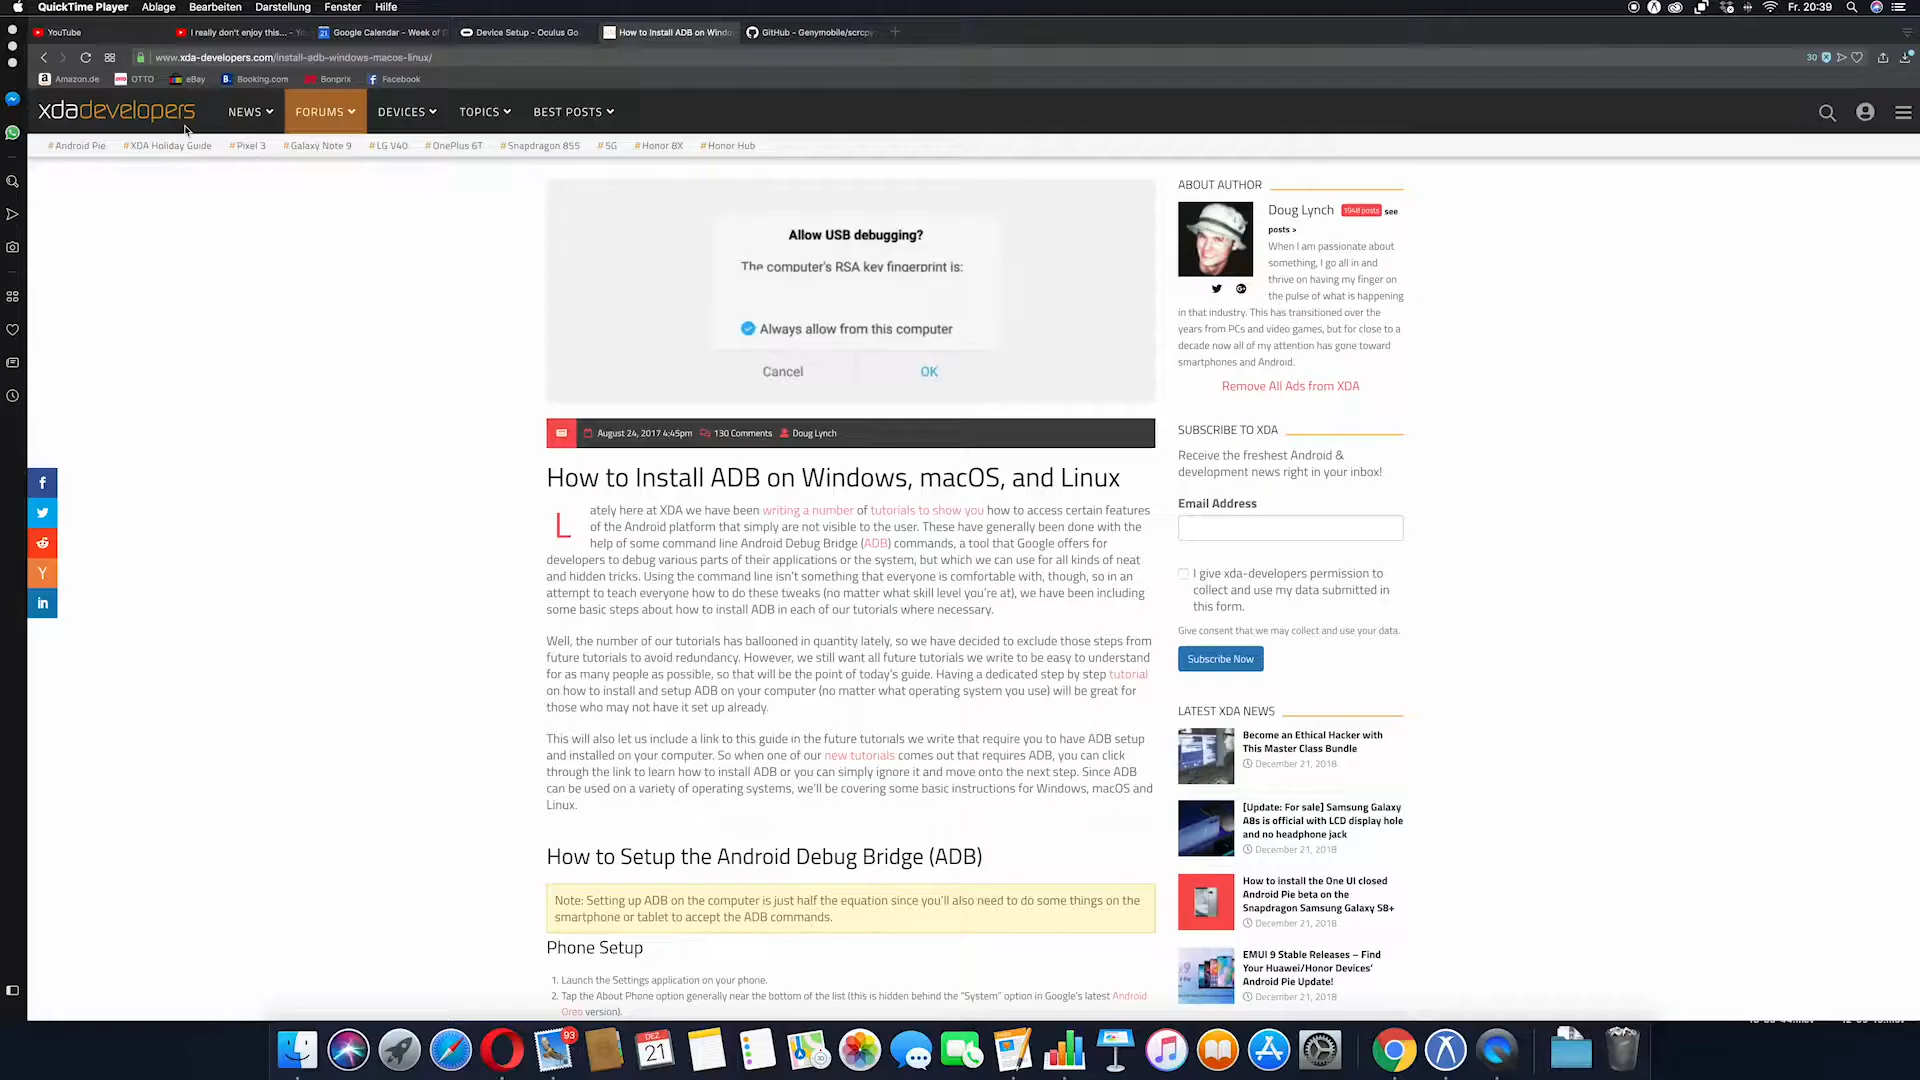 QuickTime Player Ablage Bearbeiten Darstellung Fenster Hilfe Fr. 20:39
YouTube I really don't enjoy this... - Yo Google Calendar - Week of D Device Setup - Oculus Go How to Install ADB on Windo GitHub - Genymobile/scrcpy
www.xda-developers.com/install-adb-windows-macos-linux/ 30
Amazon.de OTTO eBay Booking.com Bonprix Facebook
xdadevelopers NEWS FORUMS DEVICES TOPICS BEST POSTS
#Android Pie #XDA Holiday Guide #Pixel 3 #Galaxy Note 9 #LG V40 #OnePlus 6T #Snapdragon 855 #5G #Honor 8X #Honor Hub
Allow USB debugging?
The computer's RSA key fingerprint is:
Always allow from this computer
Cancel OK
August 24, 2017 4:45pm 130 Comments Doug Lynch
How to Install ADB on Windows, macOS, and Linux
Lately here at XDA we have been writing a number of tutorials to show you how to access certain features
of the Android platform that simply are not visible to the user. These have generally been done with the
help of some command line Android Debug Bridge (ADB) commands, a tool that Google offers for
developers to debug various parts of their applications or the system, but which we can use for all kinds of neat
and hidden tricks. Using the command line isn't something that everyone is comfortable with, though, so in an
attempt to teach everyone how to do these tweaks (no matter what skill level you're at), we have been including
some basic steps about how to install ADB in each of our tutorials where necessary.
Well, the number of our tutorials has ballooned in quantity lately, so we have decided to exclude those steps from
future tutorials to avoid redundancy. However, we still want all future tutorials we write to be easy to understand
for as many people as possible, so that will be the point of today's guide. Having a dedicated step by step tutorial
on how to install and setup ADB on your computer (no matter what operating system you use) will be great for
those who may not have it set up already.
This will also let us include a link to this guide in the future tutorials we write that require you to have ADB setup
and installed on your computer. So when one of our new tutorials comes out that requires ADB, you can click
through the link to learn how to install ADB or you can simply ignore it and move onto the next step. Since ADB
can be used on a variety of operating systems, we'll be covering some basic instructions for Windows, macOS and
Linux.
How to Setup the Android Debug Bridge (ADB)
Note: Setting up ADB on the computer is just half the equation since you'll also need to do some things on the
smartphone or tablet to accept the ADB commands.
Phone Setup
1. Launch the Settings application on your phone.
2. Tap the About Phone option generally near the bottom of the list (this is hidden behind the "System" option in Google's latest Android
Oreo version).
ABOUT AUTHOR
Doug Lynch 1948 posts see
posts >
When I am passionate about
something, I go all in and
thrive on having my finger on
the pulse of what is happening
in that industry. This has transitioned over the
years from PCs and video games, but for close to a
decade now all of my attention has gone toward
smartphones and Android.
Remove All Ads from XDA
SUBSCRIBE TO XDA
Receive the freshest Android &
development news right in your inbox!
Email Address
I give xda-developers permission to
collect and use my data submitted in
this form.
Give consent that we may collect and use your data.
Subscribe Now
LATEST XDA NEWS
Become an Ethical Hacker with
This Master Class Bundle
December 21, 2018
[Update: For sale] Samsung Galaxy
A8s is official with LCD display hole
and no headphone jack
December 21, 2018
How to install the One UI closed
Android Pie beta on the
Snapdragon Samsung Galaxy S8+
December 21, 2018
EMUI 9 Stable Releases – Find
Your Huawei/Honor Devices'
Android Pie Update!
December 21, 2018
93
DEZ
21